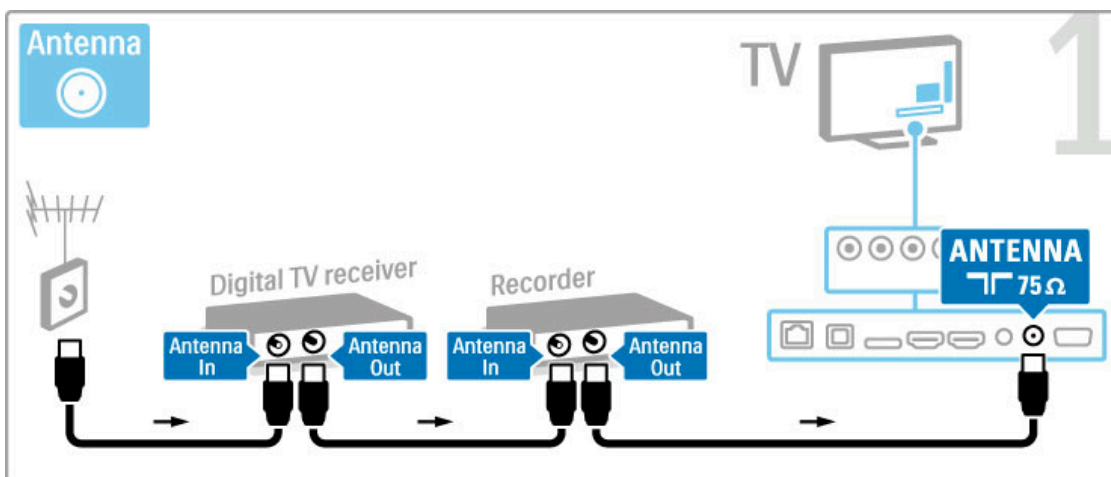 Antenna
TV
1
Digital TV receiver
Recorder
Antenna
In
Antenna
Out
Antenna
In
Antenna
Out
ANTENNA
75 Ω